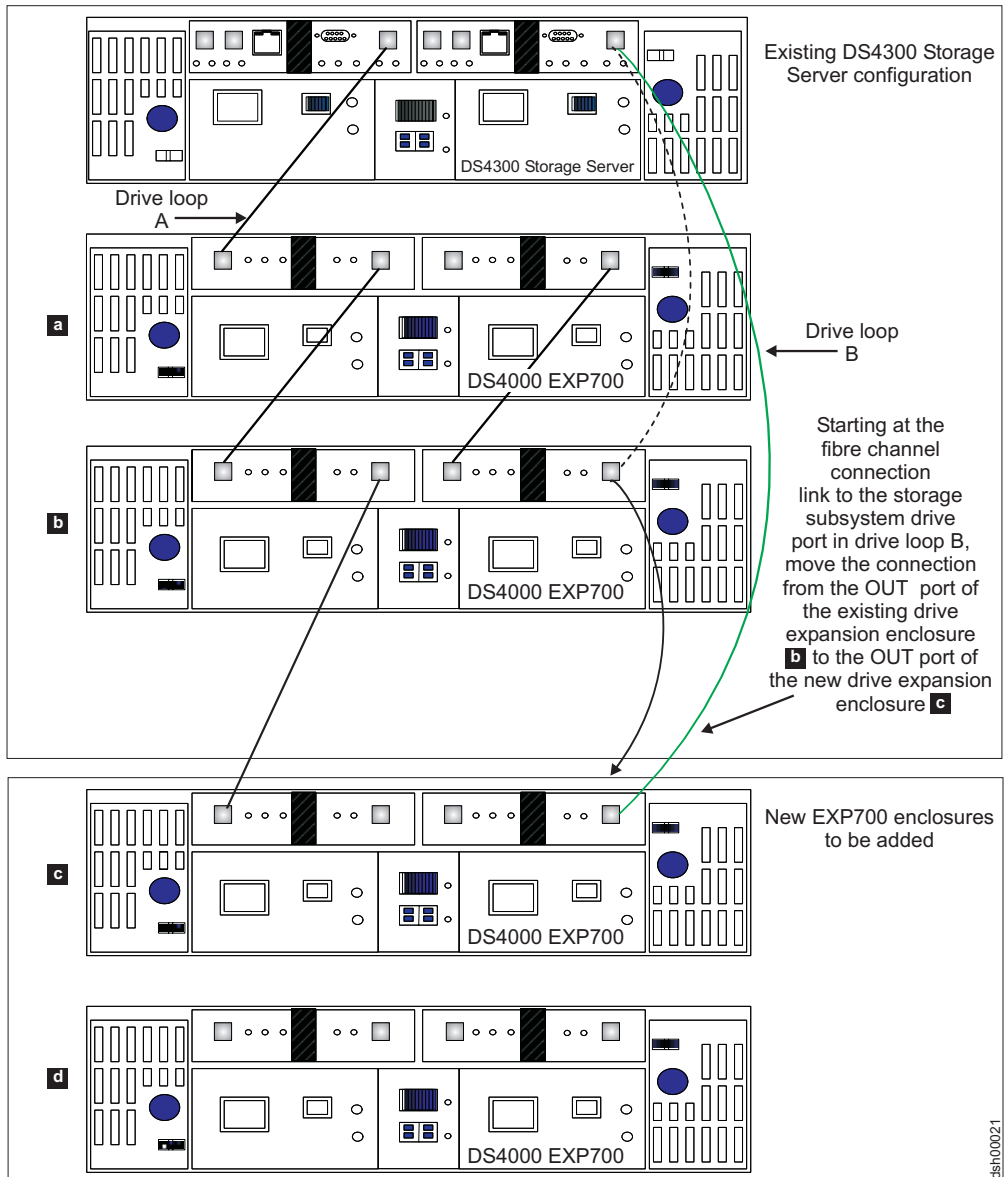 Existing DS4300 Storage
Server configuration
DS4300 Storage Server
Drive loop
A
a
DS4000 EXP700
Drive loop
B
b
DS4000 EXP700
Starting at the
fibre channel
connection
link to the storage
subsystem drive
port in drive loop B,
move the connection
from the OUT port of
the existing drive
expansion enclosure
b to the OUT port of
the new drive expansion
enclosure c
New EXP700 enclosures
to be added
c
DS4000 EXP700
d
DS4000 EXP700
dsh00021